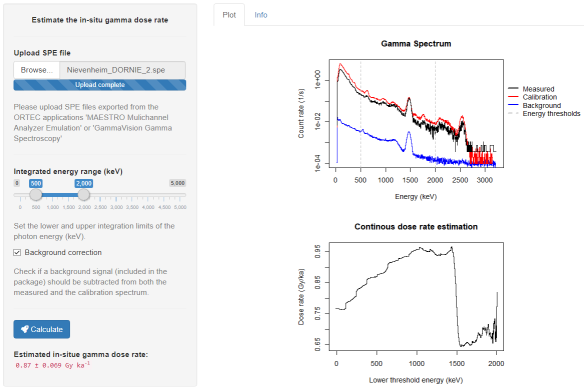 Estimate the in-situ gamma dose rate
Upload SPE file
Browse... Nievenheim_DORNIE_2.spe
Upload complete
Please upload SPE files exported from the
ORTEC applications 'MAESTRO Mulichannel
Analyzer Emulation' or 'GammaVision Gamma
Spectroscopy'
Integrated energy range (keV)
0 500 2,000 5,000
0 500 1,000 1,500 2,000 2,500 3,000 3,500 4,000 4,500 5,000
Set the lower and upper integration limits of the
photon energy (keV).
Background correction
Check if a background signal (included in the
package) should be subtracted from both
the measured and the calibration spectrum.
Calculate
Estimated in-situe gamma dose rate:
0.87 ± 0.069 Gy ka-1
Plot Info
Gamma Spectrum
Count rate (1/s)
1e+00
1e-02
1e-04
0 500 1000 1500 2000 2500 3000
Energy (keV)
Measured
Calibration
Background
Energy thresholds
Continous dose rate estimation
Dose rate (Gy/ka)
0.95
0.85
0.75
0.65
0 500 1000 1500 2000
Lower threshold energy (keV)